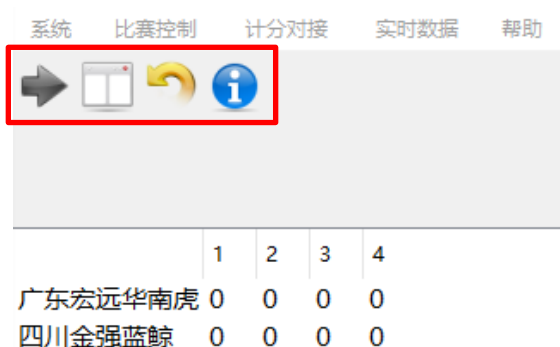 系统 比赛控制 计分对接 实时数据 帮助
1 2 3 4
广东宏远华南虎 0 0 0 0
四川金强蓝鲸 0 0 0 0